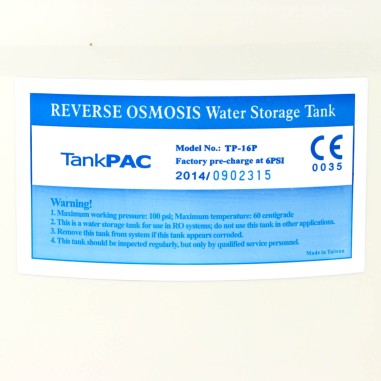 REVERSE OSMOSIS Water Storage Tank
TankPAC
Model No.: TP-16P
Factory pre-charge at 6PSI
2014/0902315
CE
0035
Warning!
1. Maximum working pressure: 100 psi; Maximum temperature: 60 centigrade
2. This is a water storage tank for use in RO systems; do not use this tank in other applications.
3. Remove this tank from system if this tank appears corroded.
4. This tank should be inspected regularly, but only by qualified service personnel.
Made in Taiwan